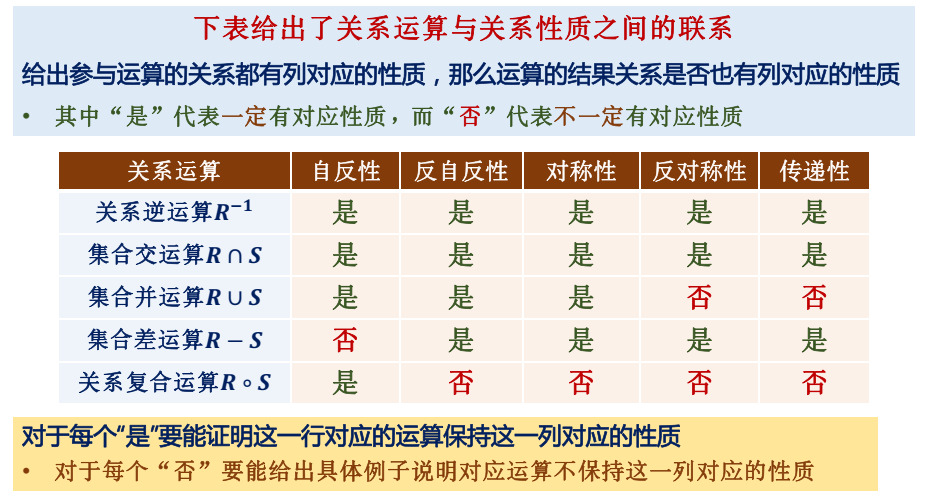 下表给出了关系运算与关系性质之间的联系
给出参与运算的关系都有列对应的性质，那么运算的结果关系是否也有列对应的性质
• 其中“是”代表一定有对应性质，而“否”代表不一定有对应性质
关系运算 自反性 反自反性 对称性 反对称性 传递性
关系逆运算R⁻¹ 是 是 是 是 是
集合交运算R ∩ S 是 是 是 是 是
集合并运算R ∪ S 是 是 是 否 否
集合差运算R − S 否 是 是 是 是
关系复合运算R ∘ S 是 否 否 否 否
对于每个“是”要能证明这一行对应的运算保持这一列对应的性质
• 对于每个“否”要能给出具体例子说明对应运算不保持这一列对应的性质